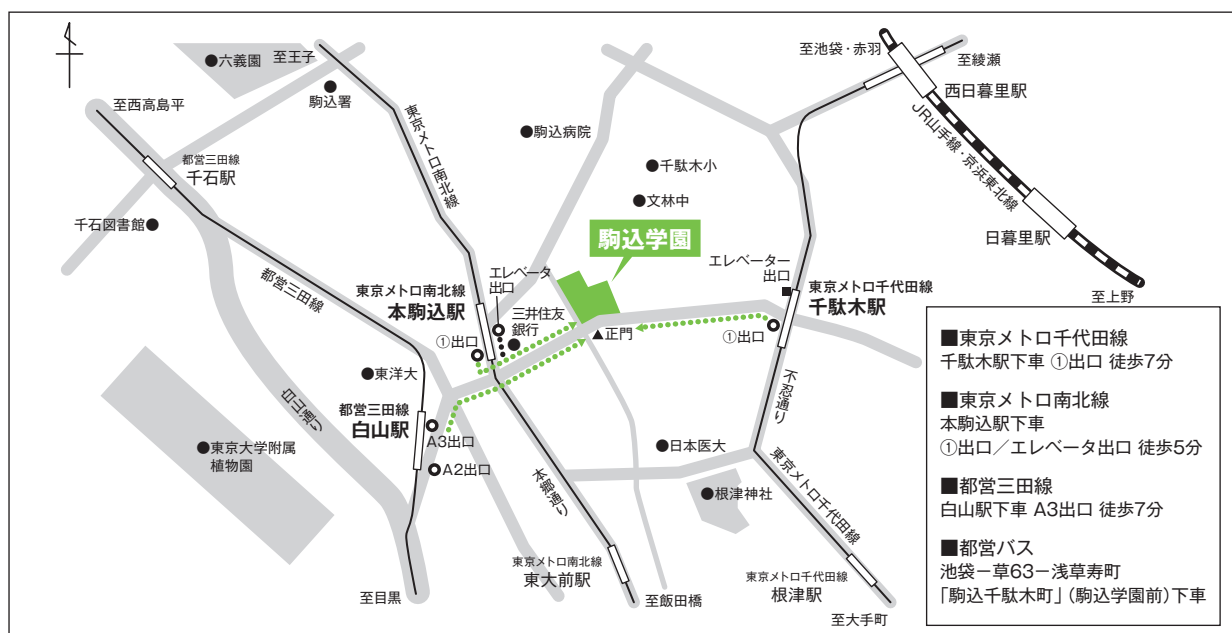 六義園
至王子
駒込署
至西高島平
都営三田線
千石駅
千石図書館
東京メトロ南北線
駒込病院
千駄木小
文林中
駒込学園
至池袋・赤羽
至綾瀬
西日暮里駅
JR山手線・京浜東北線
日暮里駅
至上野
都営三田線
東京メトロ南北線
本駒込駅
エレベータ
出口
三井住友
銀行
①出口
▲正門
エレベーター
出口
東京メトロ千代田線
千駄木駅
①出口
東洋大
都営三田線
白山駅
A3出口
A2出口
白山通り
東京大学附属
植物園
本郷通り
日本医大
根津神社
不忍通り
東京メトロ千代田線
東京メトロ南北線
東大前駅
東京メトロ千代田線
根津駅
至目黒
至飯田橋
至大手町
■東京メトロ千代田線
千駄木駅下車 ①出口 徒歩7分
■東京メトロ南北線
本駒込駅下車
①出口／エレベータ出口 徒歩5分
■都営三田線
白山駅下車 A3出口 徒歩7分
■都営バス
池袋−草63−浅草寿町
「駒込千駄木町」（駒込学園前）下車